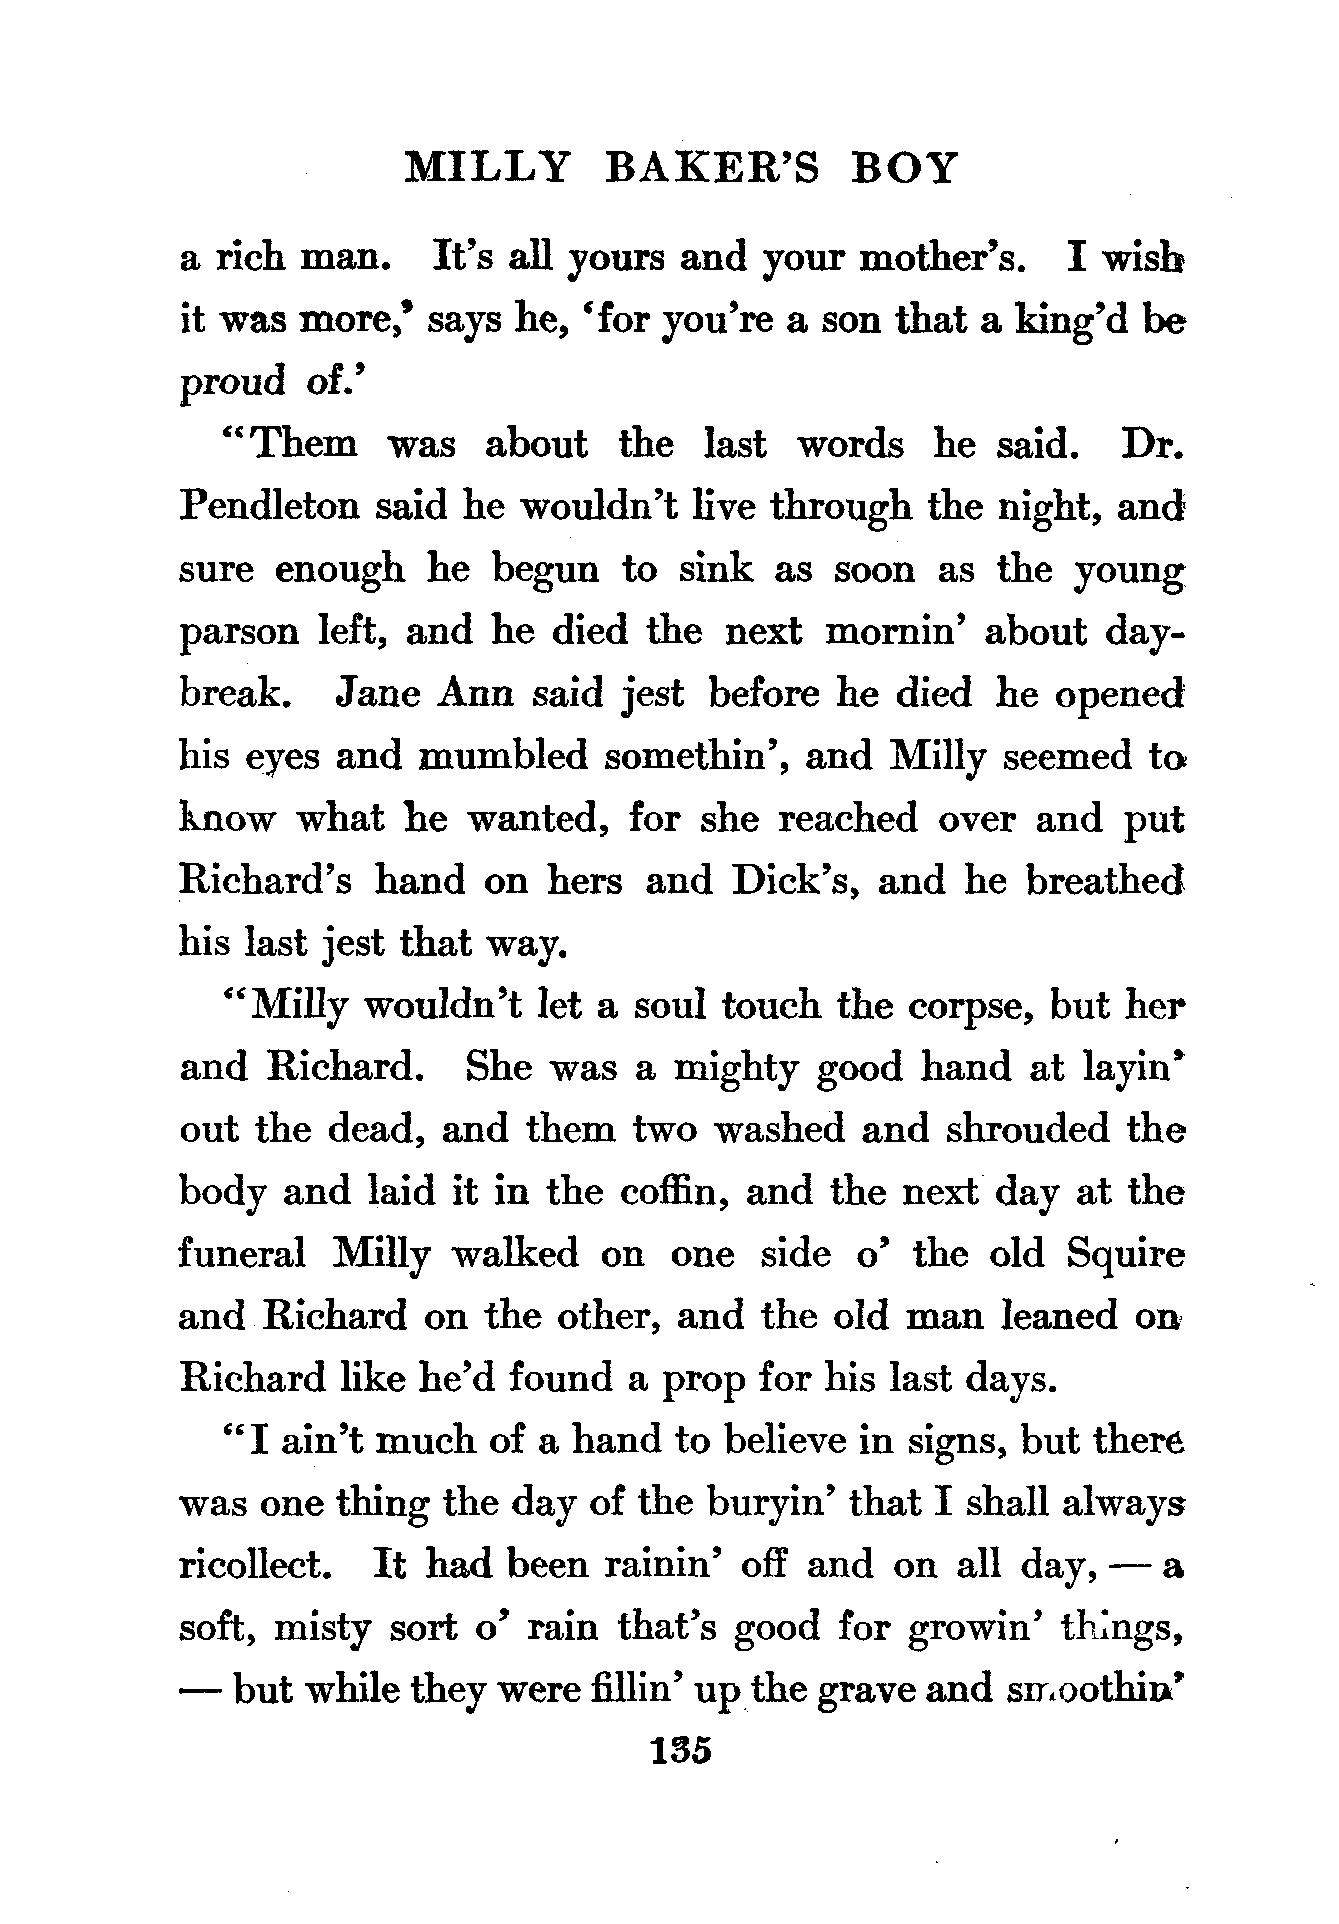 MILLY BAKER'S BOY
a rich man. It's all yours and your mother's. I wish
it was more,' says he, 'for you're a son that a king'd be
proud of.'
"Them was about the last words he said. Dr.
Pendleton said he wouldn't live through the night, and
sure enough he begun to sink as soon as the young
parson left, and he died the next mornin' about day-
break. Jane Ann said jest before he died he opened
his eyes and mumbled somethin', and Milly seemed to
know what he wanted, for she reached over and put
Richard's hand on hers and Dick's, and he breathed
his last jest that way.
"Milly wouldn't let a soul touch the corpse, but her
and Richard. She was a mighty good hand at layin'
out the dead, and them two washed and shrouded the
body and laid it in the coffin, and the next day at the
funeral Milly walked on one side o' the old Squire
and Richard on the other, and the old man leaned on
Richard like he'd found a prop for his last days.
"I ain't much of a hand to believe in signs, but there
was one thing the day of the buryin' that I shall always
ricollect. It had been rainin' off and on all day, — a
soft, misty sort o' rain that's good for growin' things,
— but while they were fillin' up the grave and smoothin'
135